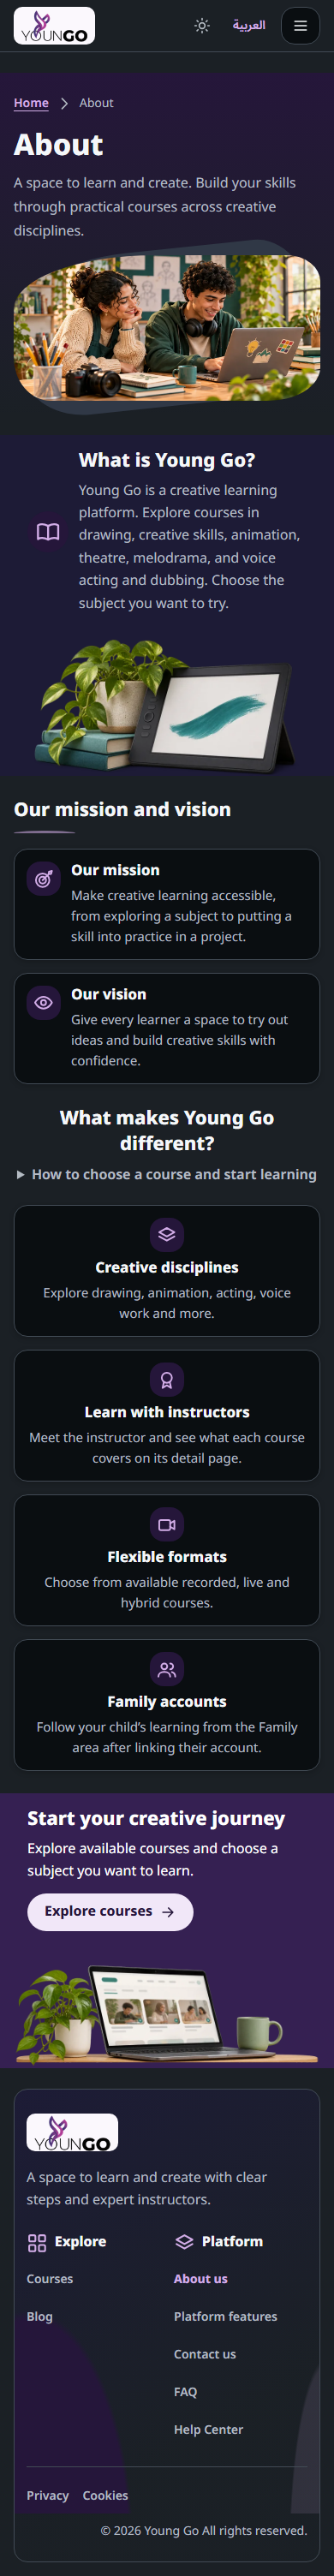 YOUNGO
العربية
Home > About
About
A space to learn and create. Build your skills
through practical courses across creative
disciplines.
What is Young Go?
Young Go is a creative learning
platform. Explore courses in
drawing, creative skills, animation,
theatre, melodrama, and voice
acting and dubbing. Choose the
subject you want to try.
Our mission and vision
Our mission
Make creative learning accessible,
from exploring a subject to putting a
skill into practice in a project.
Our vision
Give every learner a space to try out
ideas and build creative skills with
confidence.
What makes Young Go
different?
How to choose a course and start learning
Creative disciplines
Explore drawing, animation, acting, voice
work and more.
Learn with instructors
Meet the instructor and see what each course
covers on its detail page.
Flexible formats
Choose from available recorded, live and
hybrid courses.
Family accounts
Follow your child’s learning from the Family
area after linking their account.
Start your creative journey
Explore available courses and choose a
subject you want to learn.
Explore courses →
YOUNGO
A space to learn and create with clear
steps and expert instructors.
Explore
Courses
Blog
Platform
About us
Platform features
Contact us
FAQ
Help Center
Privacy Cookies
© 2026 Young Go All rights reserved.